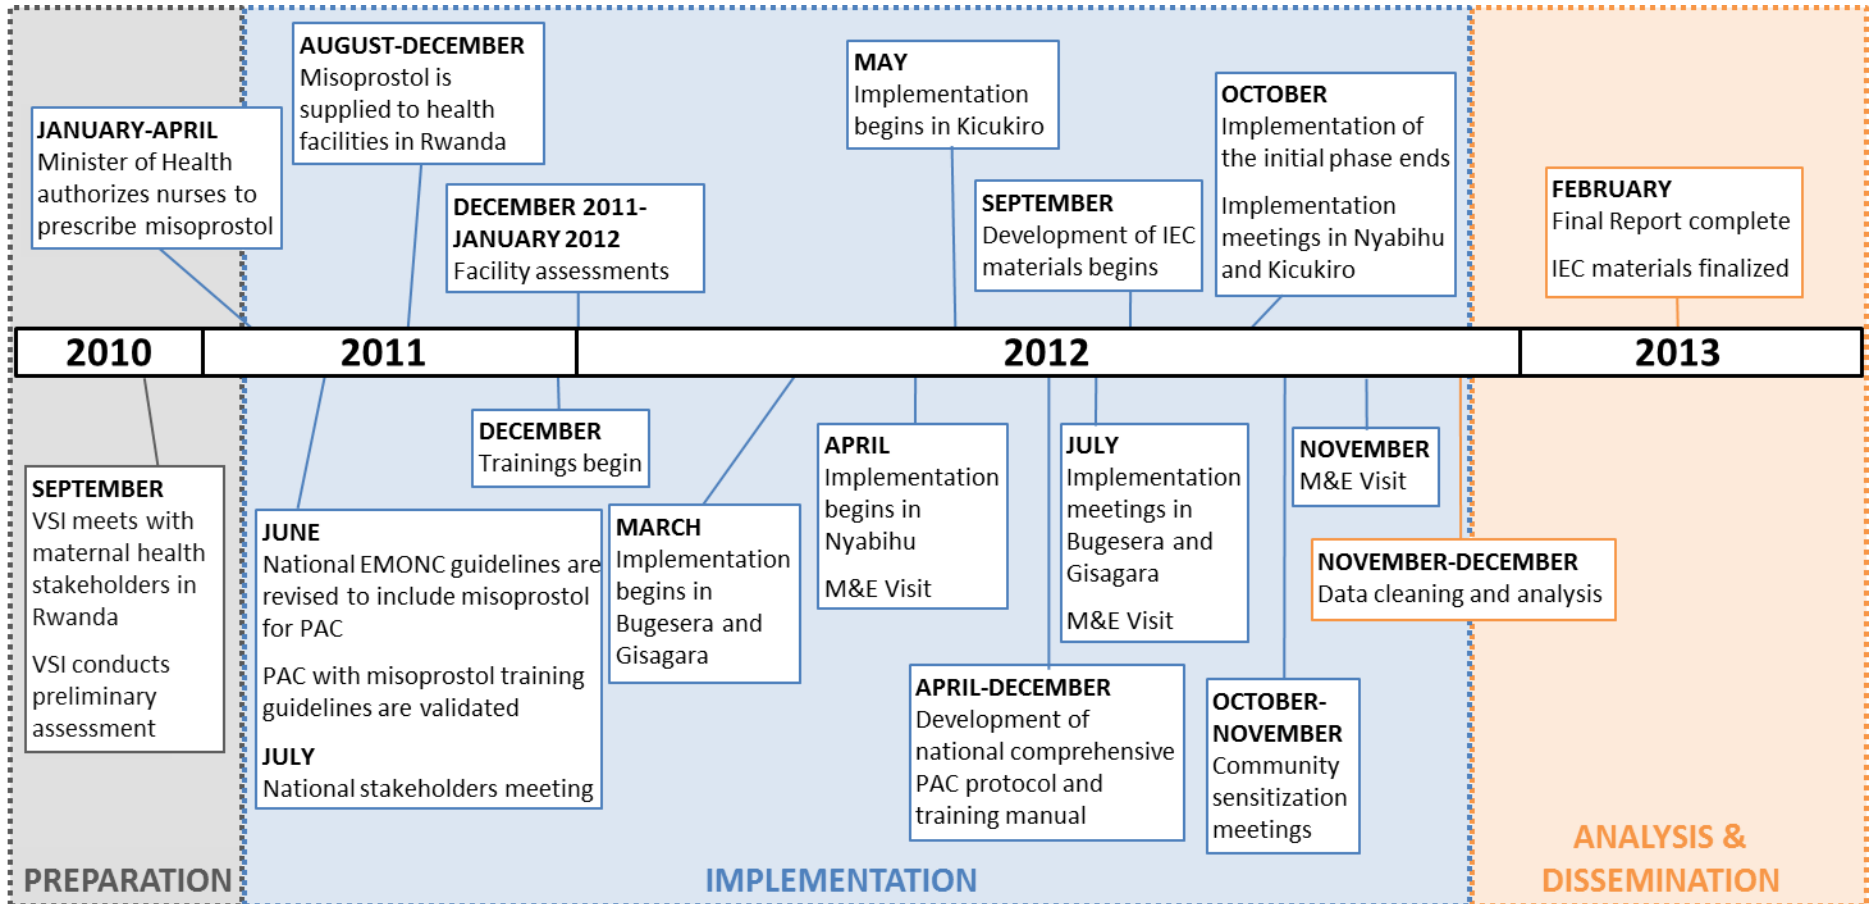 AUGUST-DECEMBER
Misoprostol is
supplied to health
facilities in Rwanda
JANUARY-APRIL
Minister of Health
authorizes nurses to
prescribe misoprostol
DECEMBER 2011-
JANUARY 2012
Facility assessments
MAY
Implementation
begins in Kicukiro
SEPTEMBER
Development of IEC
materials begins
OCTOBER
Implementation of
the initial phase ends
Implementation
meetings in Nyabihu
and Kicukiro
FEBRUARY
Final Report complete
IEC materials finalized
2010
2011
2012
2013
SEPTEMBER
VSI meets with
maternal health
stakeholders in
Rwanda
VSI conducts
preliminary
assessment
JUNE
National EMONC guidelines are
revised to include misoprostol
for PAC
PAC with misoprostol training
guidelines are validated
JULY
National stakeholders meeting
DECEMBER
Trainings begin
MARCH
Implementation
begins in
Bugesera and
Gisagara
APRIL
Implementation
begins in
Nyabihu
M&E Visit
APRIL-DECEMBER
Development of
national comprehensive
PAC protocol and
training manual
JULY
Implementation
meetings in
Bugesera and
Gisagara
M&E Visit
OCTOBER-
NOVEMBER
Community
sensitization
meetings
NOVEMBER
M&E Visit
NOVEMBER-DECEMBER
Data cleaning and analysis
PREPARATION
IMPLEMENTATION
ANALYSIS &
DISSEMINATION